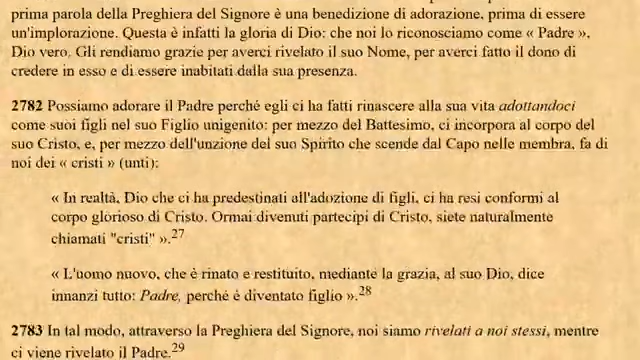 prima parola della Preghiera del Signore è una benedizione di adorazione, prima di essere
un'implorazione. Questa è infatti la gloria di Dio: che noi lo riconosciamo come « Padre »,
Dio vero. Gli rendiamo grazie per averci rivelato il suo Nome, per averci fatto il dono di
credere in esso e di essere inabitati dalla sua presenza.
2782 Possiamo adorare il Padre perché egli ci ha fatti rinascere alla sua vita adottandoci
come suoi figli nel suo Figlio unigenito: per mezzo del Battesimo, ci incorpora al corpo del
suo Cristo, e, per mezzo dell'unzione del suo Spirito che scende dal Capo nelle membra, fa di
noi dei « cristi » (unti):
« In realtà, Dio che ci ha predestinati all'adozione di figli, ci ha resi conformi al
corpo glorioso di Cristo. Ormai divenuti partecipi di Cristo, siete naturalmente
chiamati "cristi" ».27
« L'uomo nuovo, che è rinato e restituito, mediante la grazia, al suo Dio, dice
innanzi tutto: Padre, perché è diventato figlio ».28
2783 In tal modo, attraverso la Preghiera del Signore, noi siamo rivelati a noi stessi, mentre
ci viene rivelato il Padre.29